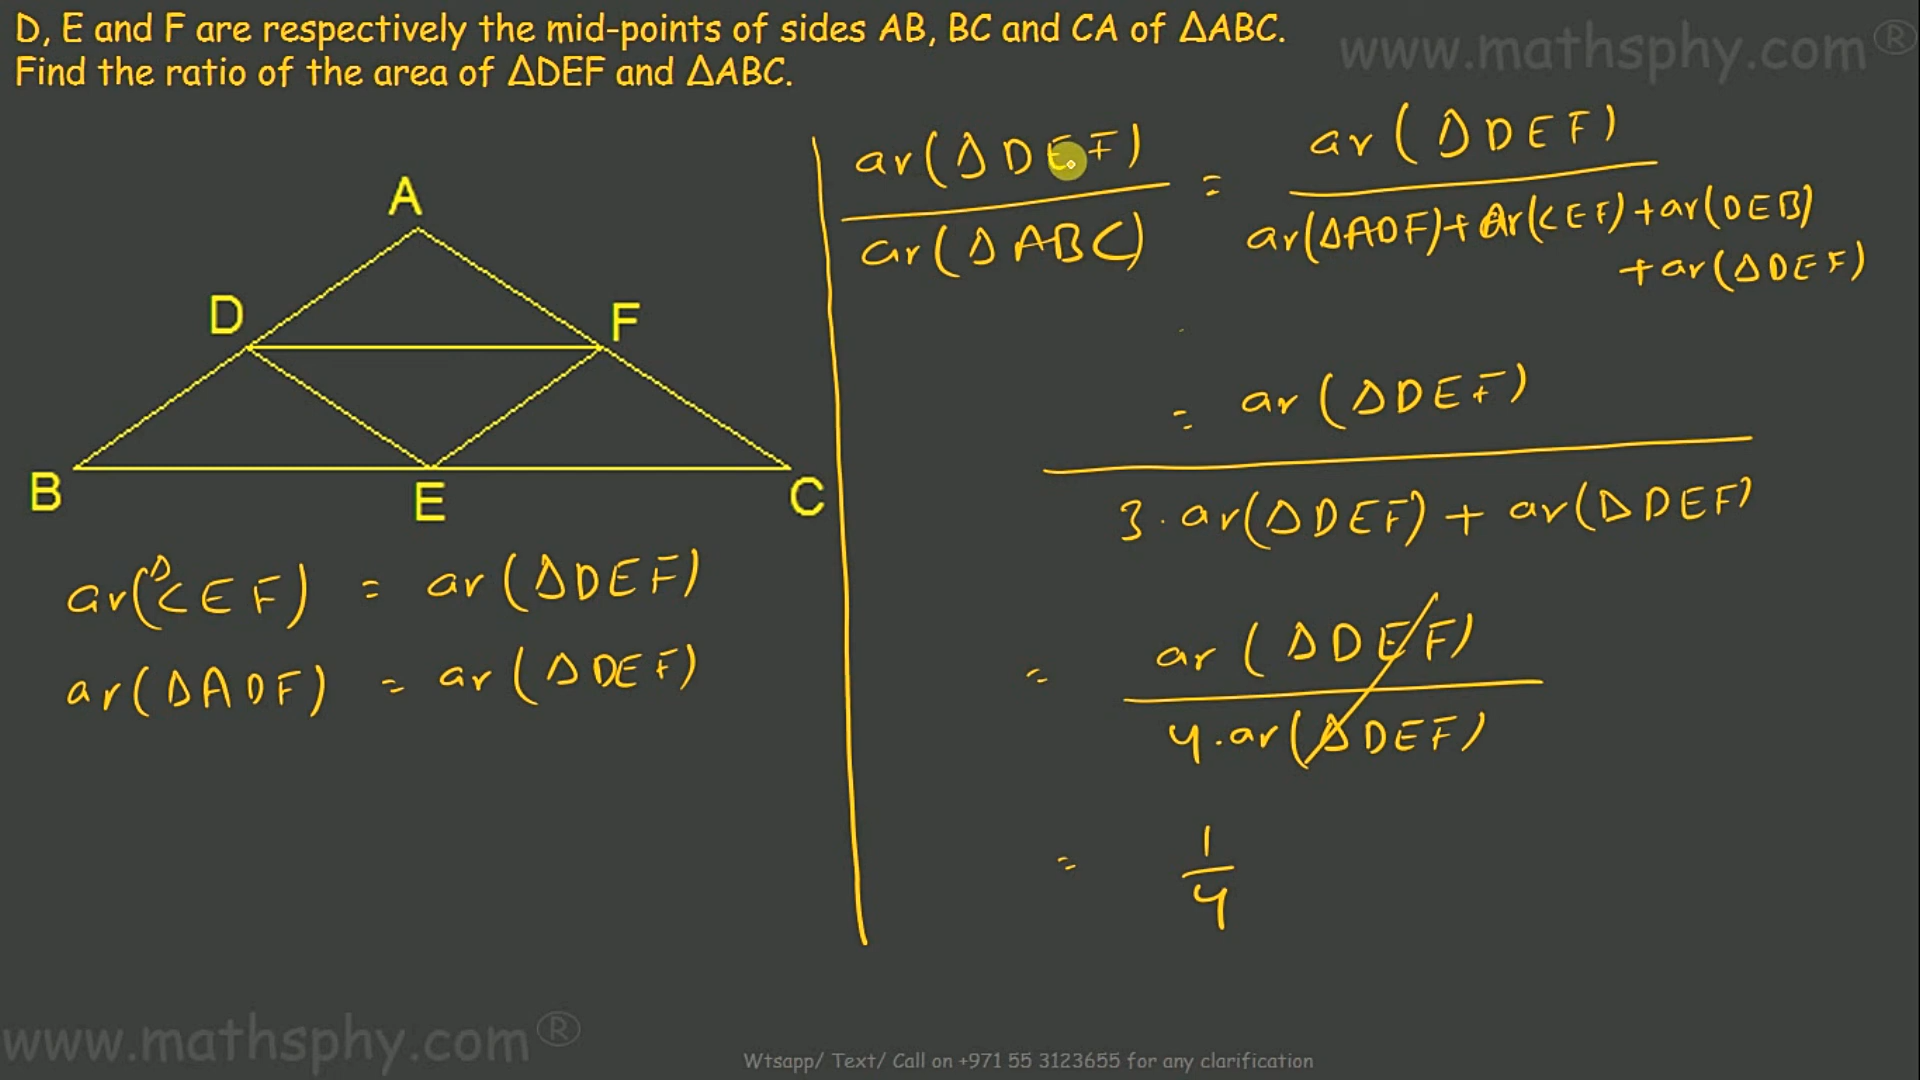 D, E and F are respectively the mid-points of sides AB, BC and CA of ΔABC.
Find the ratio of the area of ΔDEF and ΔABC.
www.mathsphy.com®
A
D
F
B
E
C
ar(ΔCEF) = ar(ΔDEF)
ar(ΔADF) = ar(ΔDEF)
ar(ΔDEF) = ar(ΔDEF)
ar(ΔABC) ar(ΔADF)+ar(CEF)+ar(DEB)
+ar(ΔDEF)
= ar(ΔDEF)
3.ar(ΔDEF)+ar(ΔDEF)
= ar(ΔDEF)
4.ar(ΔDEF)
= 1
4
www.mathsphy.com®
Wtsapp/ Text/ Call on +971 55 3123655 for any clarification